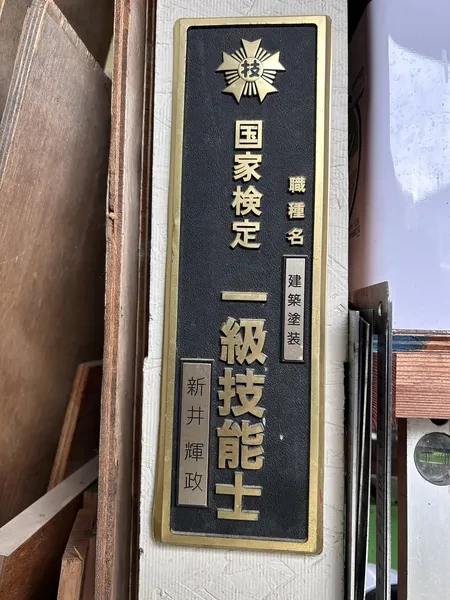 技
職種名 建築塗装
国家検定 一級技能士
新井輝政